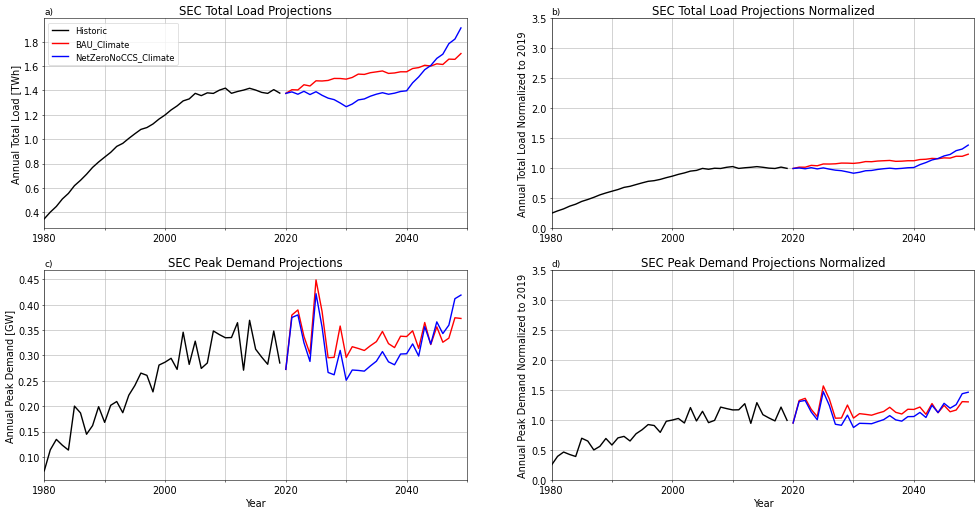 a)
SEC Total Load Projections
Historic
BAU_Climate
NetZeroNoCCS_Climate
Annual Total Load [TWh]
1.8
1.6
1.4
1.2
1.0
0.8
0.6
0.4
1980
2000
2020
2040
b)
SEC Total Load Projections Normalized
Annual Total Load Normalized to 2019
3.5
3.0
2.5
2.0
1.5
1.0
0.5
0.0
1980
2000
2020
2040
c)
SEC Peak Demand Projections
Annual Peak Demand [GW]
0.45
0.40
0.35
0.30
0.25
0.20
0.15
0.10
1980
2000
2020
2040
Year
d)
SEC Peak Demand Projections Normalized
Annual Peak Demand Normalized to 2019
3.5
3.0
2.5
2.0
1.5
1.0
0.5
0.0
1980
2000
2020
2040
Year